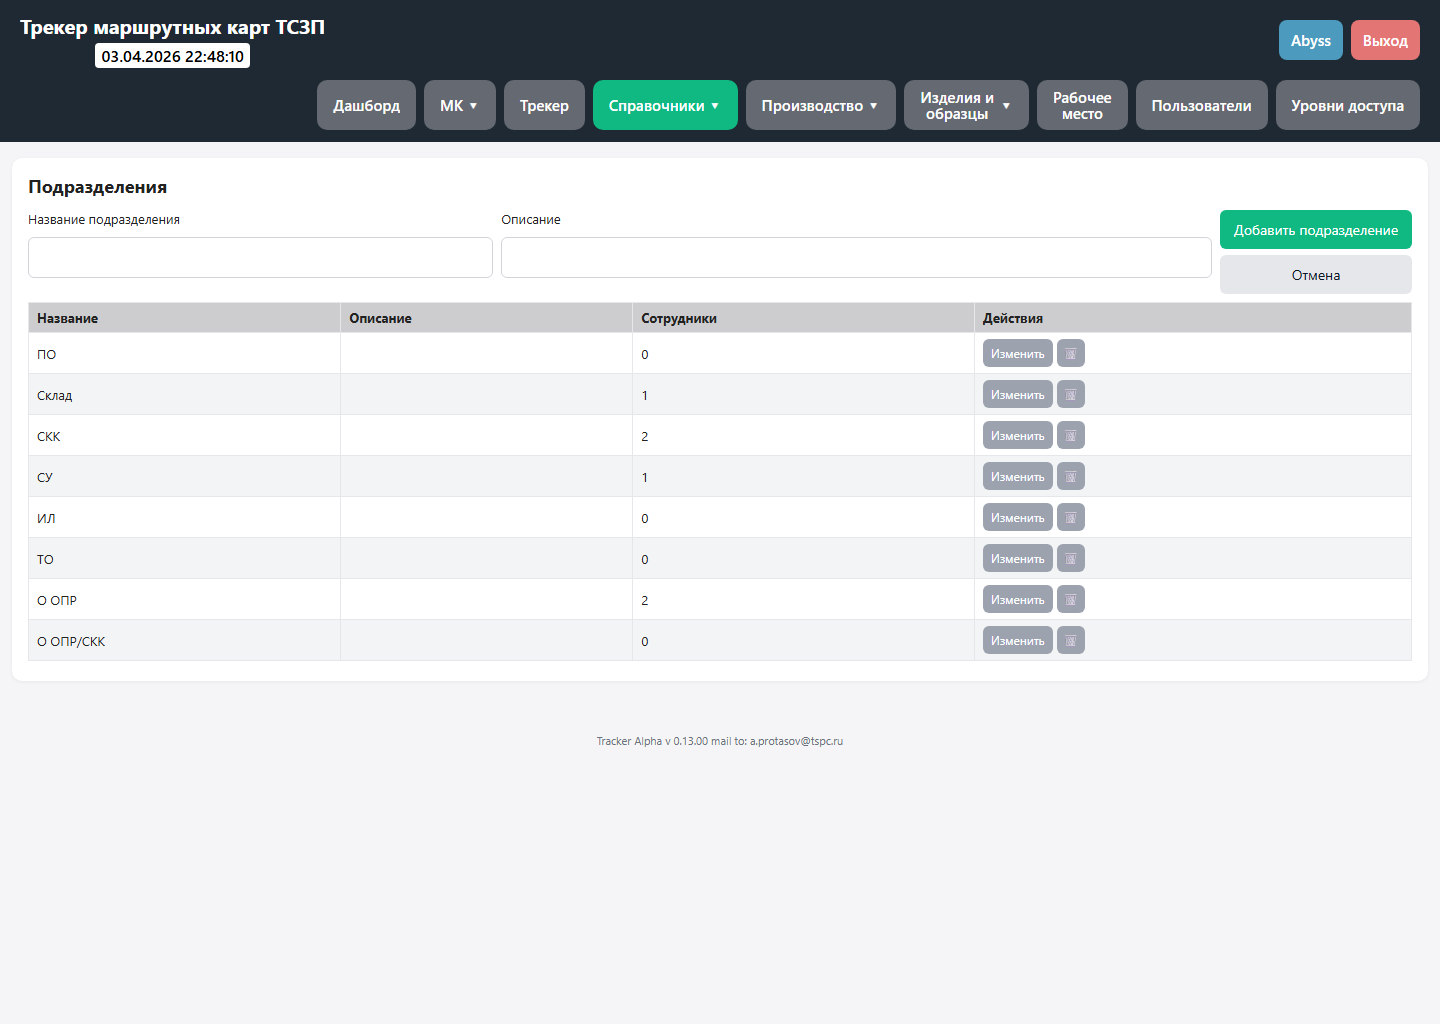 Трекер маршрутных карт ТСЗП
03.04.2026 22:48:10
Abyss
Выход
Дашборд
МК ▼
Трекер
Справочники ▼
Производство ▼
Изделия и
образцы ▼
Рабочее
место
Пользователи
Уровни доступа
Подразделения
Название подразделения
Описание
Добавить подразделение
Отмена
Название Описание Сотрудники Действия
ПО 0 Изменить
Склад 1 Изменить
СКК 2 Изменить
СУ 1 Изменить
ИЛ 0 Изменить
ТО 0 Изменить
О ОПР 2 Изменить
О ОПР/СКК 0 Изменить
Tracker Alpha v 0.13.00 mail to: a.protasov@tspc.ru